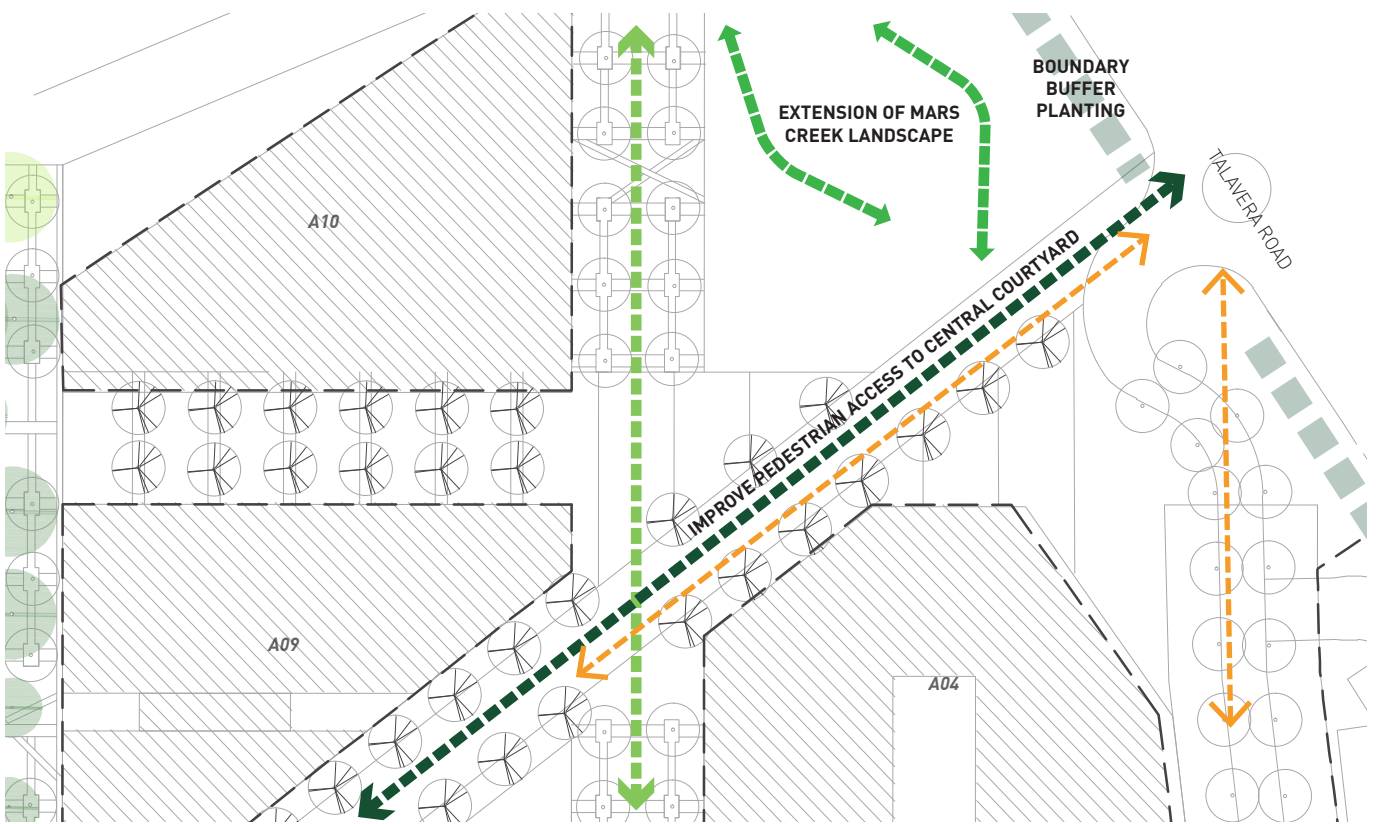 BOUNDARY
BUFFER
PLANTING
EXTENSION OF MARS
CREEK LANDSCAPE
TALAVERA ROAD
A10
IMPROVE PEDESTRIAN ACCESS TO CENTRAL COURTYARD
A09
A04